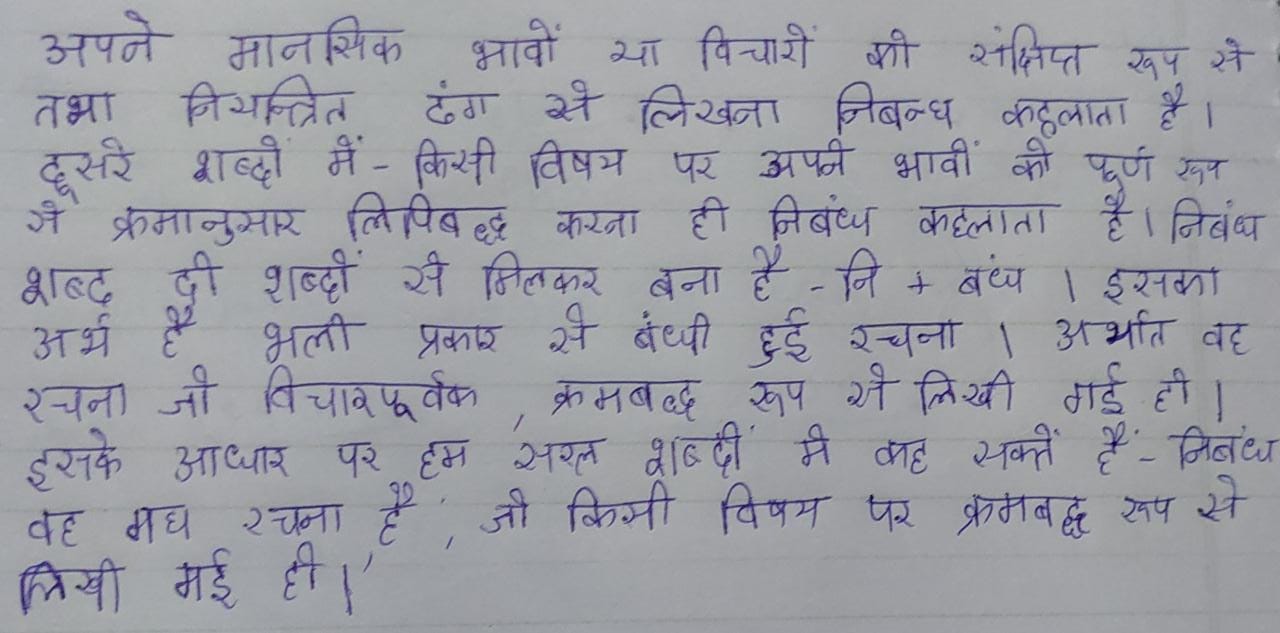 अपने मानसिक भावों या विचारों को संक्षिप्त रूप से
तथा नियन्त्रित ढंग से लिखना निबन्ध कहलाता है।
दूसरे शब्दों में - किसी विषय पर अपने भावों को पूर्ण रूप
से क्रमानुसार लिपिबद्ध करना ही निबंध कहलाता है। निबंध
शब्द दो शब्दों से मिलकर बना है - नि + बंध । इसका
अर्थ है भली प्रकार से बंधी हुई रचना । अर्थात वह
रचना जो विचारपूर्वक, क्रमबद्ध रूप से लिखी गई हो।
इसके आधार पर हम सरल शब्दों में कह सकतें हैं - निबंध
वह गद्य रचना है, जो किसी विषय पर क्रमबद्ध रूप से
लिखी गई हो।'